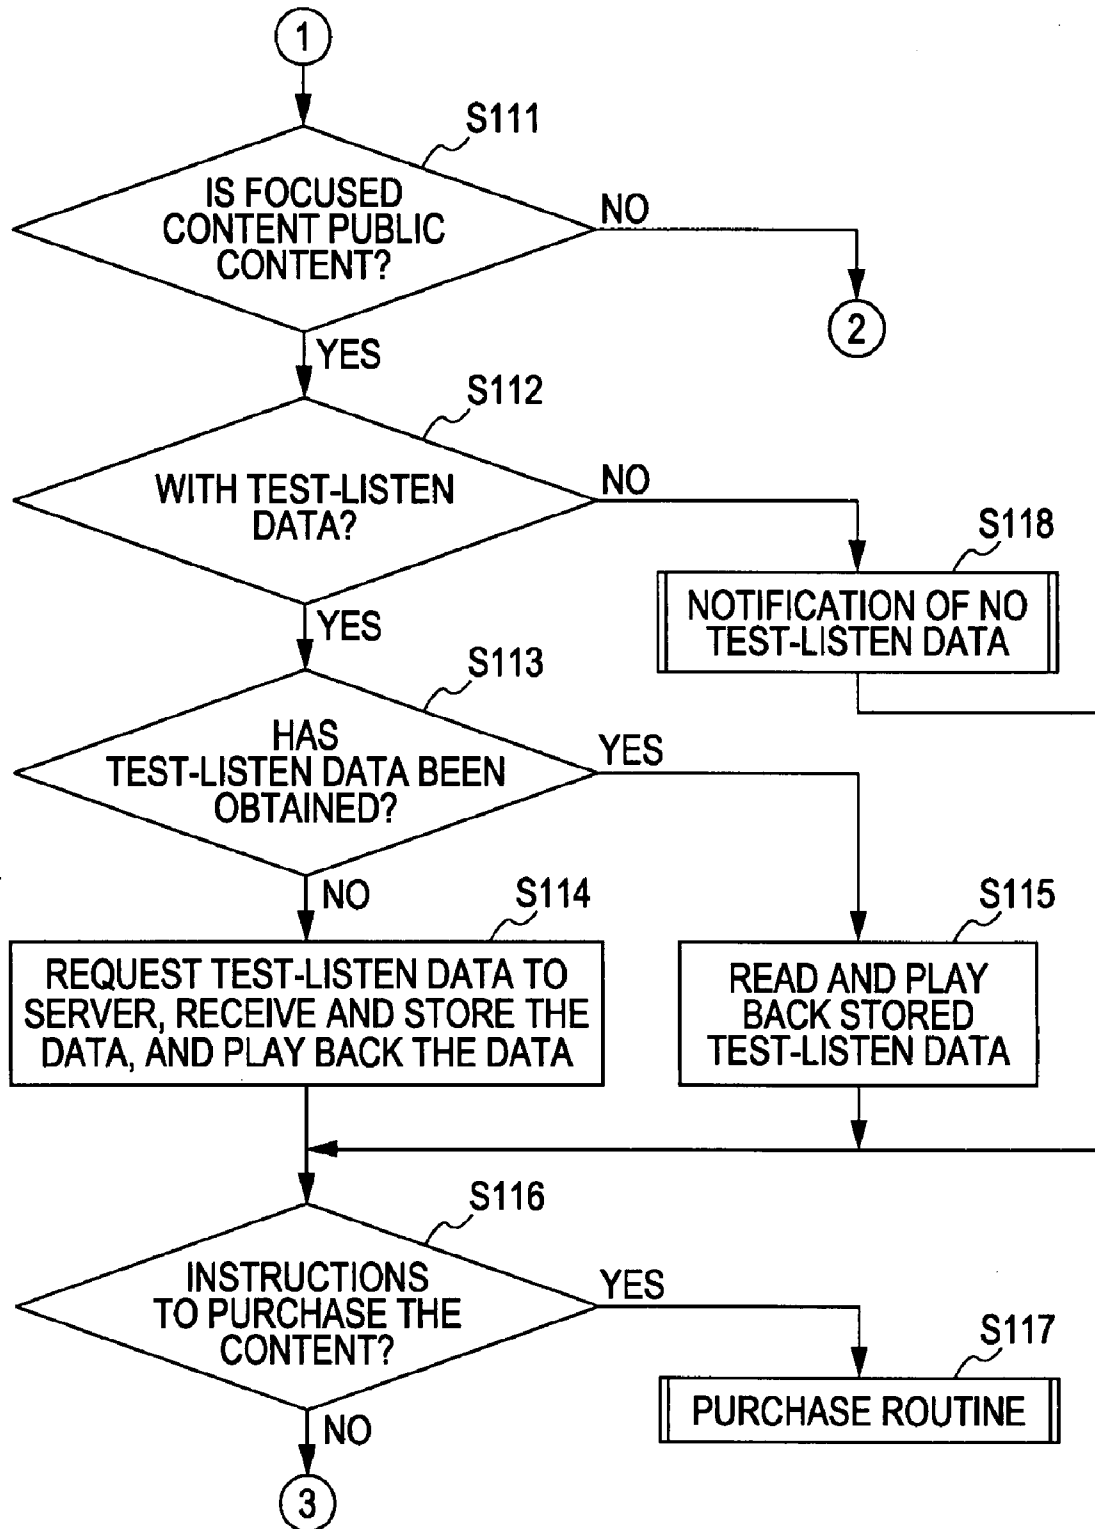 1
S111
IS FOCUSED
CONTENT PUBLIC
CONTENT?
NO
2
YES
S112
WITH TEST-LISTEN
DATA?
NO
S118
NOTIFICATION OF NO
TEST-LISTEN DATA
YES
S113
HAS
TEST-LISTEN DATA BEEN
OBTAINED?
YES
NO
S114
REQUEST TEST-LISTEN DATA TO
SERVER, RECEIVE AND STORE THE
DATA, AND PLAY BACK THE DATA
S115
READ AND PLAY
BACK STORED
TEST-LISTEN DATA
S116
INSTRUCTIONS
TO PURCHASE THE
CONTENT?
YES
S117
PURCHASE ROUTINE
NO
3